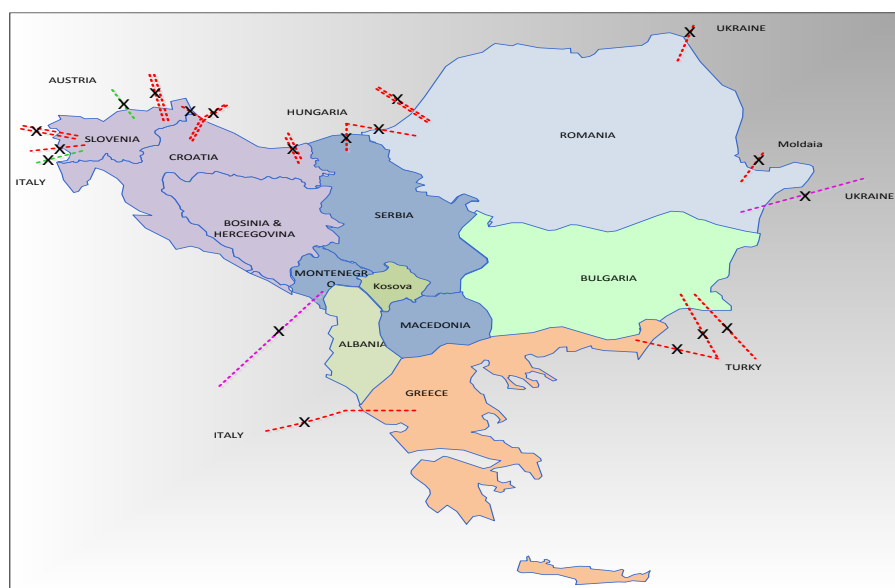 UKRAINE
AUSTRIA
HUNGARIA
ROMANIA
SLOVENIA
CROATIA
Moldaia
ITALY
UKRAINE
SERBIA
BOSINIA &
HERCEGOVINA
MONTENEGR
O
Kosova
BULGARIA
MACEDONIA
ALBANIA
TURKY
GREECE
ITALY